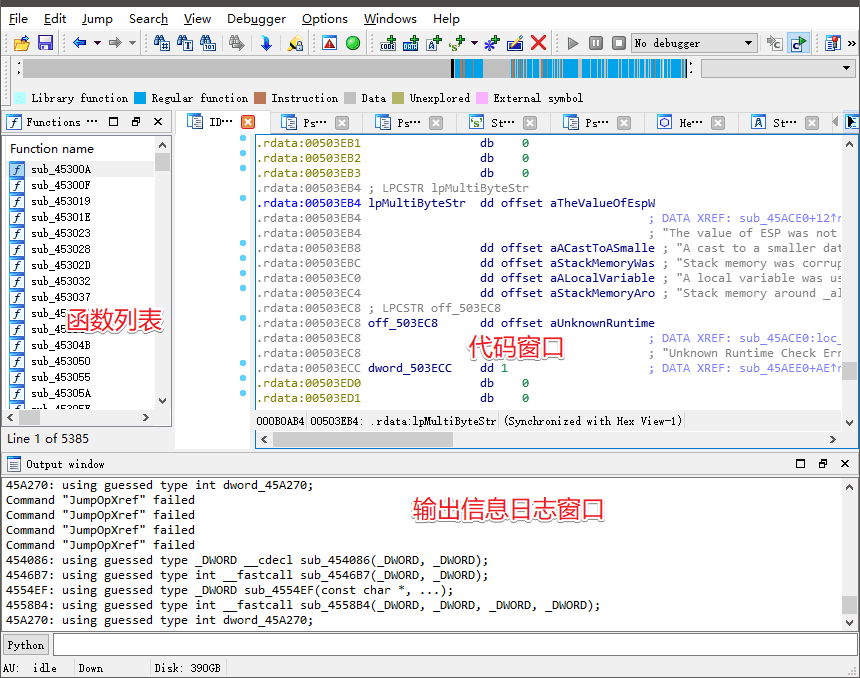 File Edit Jump Search View Debugger Options Windows Help
No debugger
Library function Regular function Instruction Data Unexplored External symbol
Functions ··· ID··· Ps··· Ps··· St··· Ps··· He··· St···
Function name
sub_45300A
sub_45300F
sub_453019
sub_45301E
sub_453023
sub_453028
sub_45302D
sub_453032
sub_453037
sub_45
sub_45
sub_45304B
sub_453050
sub_453055
sub_45305A
sub_45305F
函数列表
Line 1 of 5385
.rdata:00503EB1 db 0
.rdata:00503EB2 db 0
.rdata:00503EB3 db 0
.rdata:00503EB4 ; LPCSTR lpMultiByteStr
.rdata:00503EB4 lpMultiByteStr dd offset aTheValueOfEspW
.rdata:00503EB4 ; DATA XREF: sub_45ACE0+12↑r
.rdata:00503EB4 ; "The value of ESP was not
.rdata:00503EB8 dd offset aACastToASmalle ; "A cast to a smaller dat
.rdata:00503EBC dd offset aStackMemoryWas ; "Stack memory was corrup
.rdata:00503EC0 dd offset aALocalVariable ; "A local variable was us
.rdata:00503EC4 dd offset aStackMemoryAro ; "Stack memory around _al
.rdata:00503EC8 ; LPCSTR off_503EC8
.rdata:00503EC8 off_503EC8 dd offset aUnknownRuntime
.rdata:00503EC8 ; DATA XREF: sub_45ACE0:loc_
.rdata:00503EC8 ; "Unknown Runtime Check Err
.rdata:00503ECC dword_503ECC dd 1 ; DATA XREF: sub_45AEE0+AE↑r
.rdata:00503ED0 db 0
.rdata:00503ED1 db 0
代码窗口
000B0AB4 00503EB4: .rdata:lpMultiByteStr (Synchronized with Hex View-1)
Output window
45A270: using guessed type int dword_45A270;
Command "JumpOpXref" failed
Command "JumpOpXref" failed
Command "JumpOpXref" failed
Command "JumpOpXref" failed
454086: using guessed type _DWORD __cdecl sub_454086(_DWORD, _DWORD);
4546B7: using guessed type int __fastcall sub_4546B7(_DWORD, _DWORD);
4554EF: using guessed type _DWORD sub_4554EF(const char *, ...);
4558B4: using guessed type int __fastcall sub_4558B4(_DWORD, _DWORD, _DWORD, _DWORD);
45A270: using guessed type int dword_45A270;
输出信息日志窗口
Python
AU: idle Down Disk: 390GB